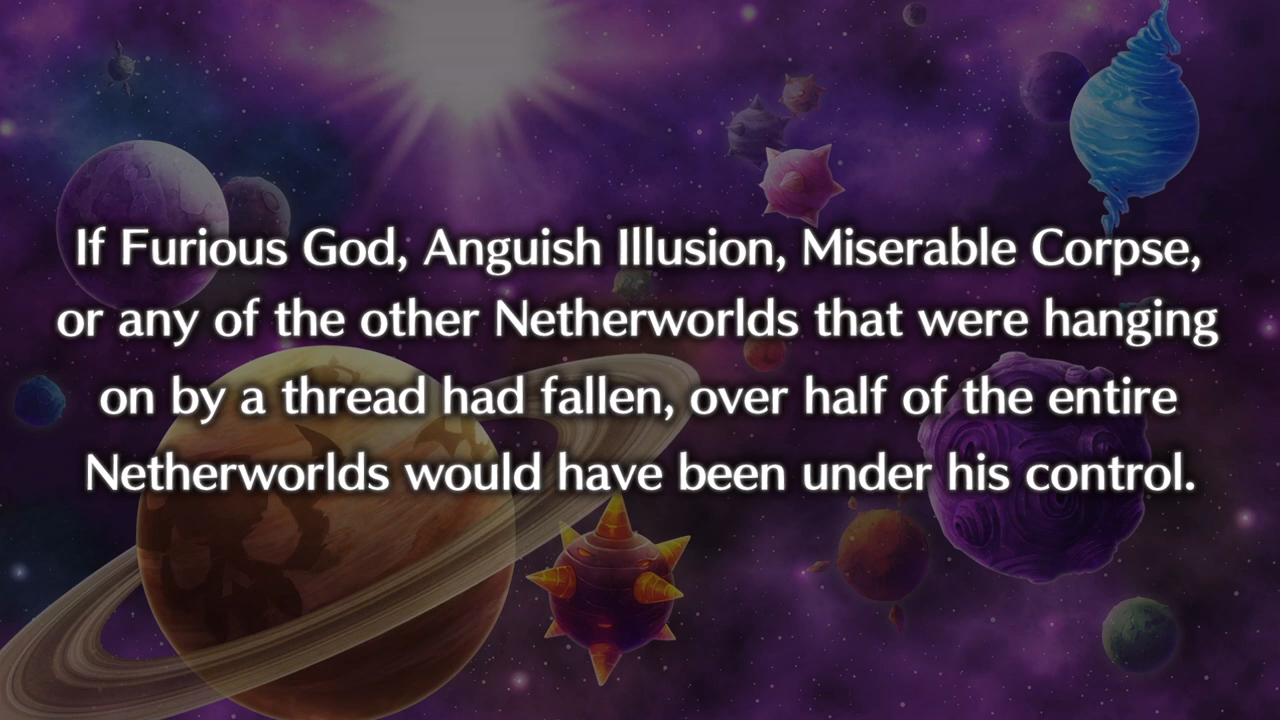 If Furious God, Anguish Illusion, Miserable Corpse,
or any of the other Netherworlds that were hanging
on by a thread had fallen, over half of the entire
Netherworlds would have been under his control.